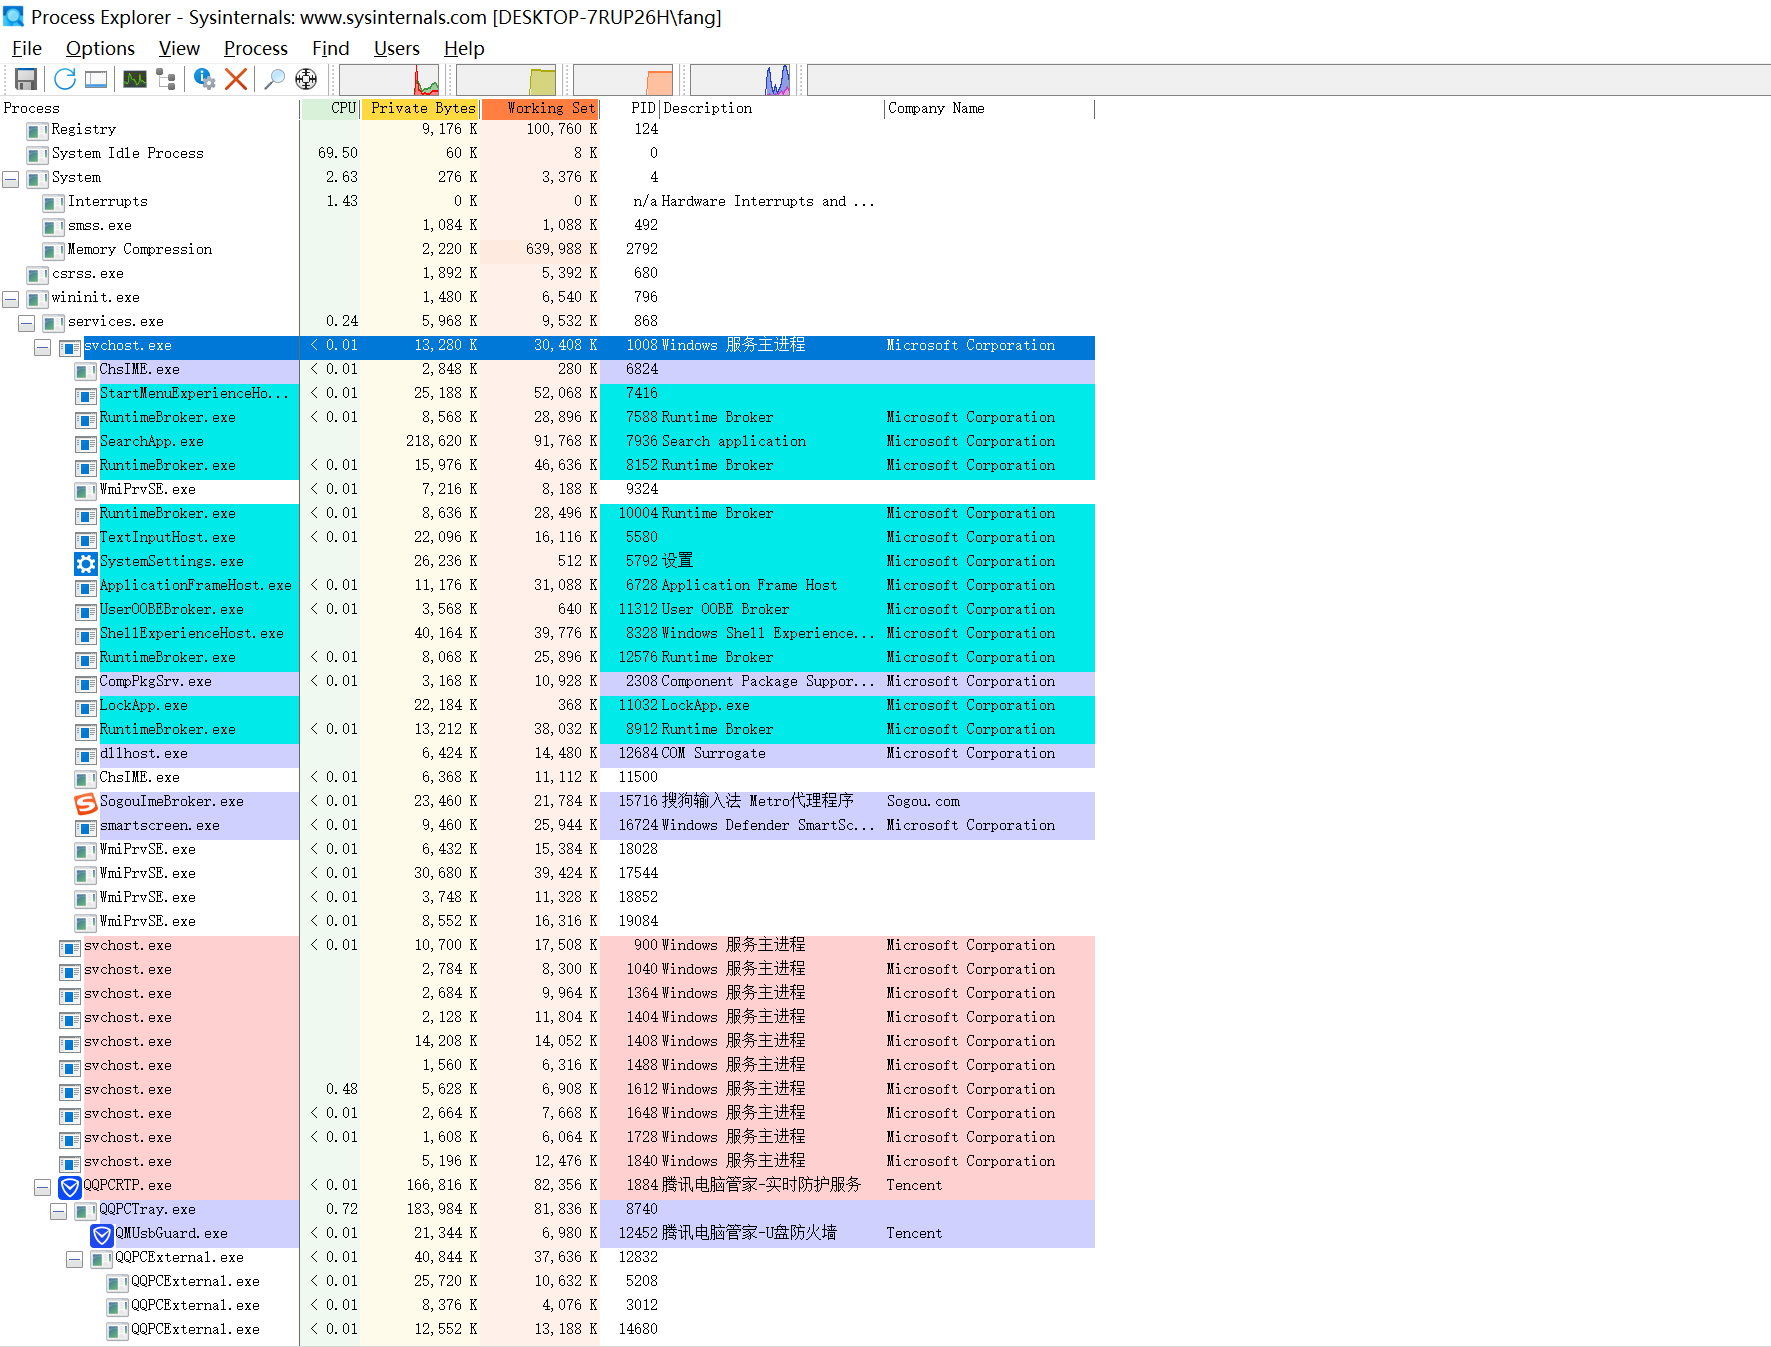 Process Explorer - Sysinternals: www.sysinternals.com [DESKTOP-7RUP26H\fang]
File Options View Process Find Users Help
Process CPU Private Bytes Working Set PID Description Company Name
Registry 9,176 K 100,760 K 124
System Idle Process 69.50 60 K 8 K 0
System 2.63 276 K 3,376 K 4
Interrupts 1.43 0 K 0 K n/a Hardware Interrupts and ...
smss.exe 1,084 K 1,088 K 492
Memory Compression 2,220 K 639,988 K 2792
csrss.exe 1,892 K 5,392 K 680
wininit.exe 1,480 K 6,540 K 796
services.exe 0.24 5,968 K 9,532 K 868
svchost.exe < 0.01 13,280 K 30,408 K 1008 Windows 服务主进程 Microsoft Corporation
ChsIME.exe < 0.01 2,848 K 280 K 6824
StartMenuExperienceHo... < 0.01 25,188 K 52,068 K 7416
RuntimeBroker.exe < 0.01 8,568 K 28,896 K 7588 Runtime Broker Microsoft Corporation
SearchApp.exe 218,620 K 91,768 K 7936 Search application Microsoft Corporation
RuntimeBroker.exe < 0.01 15,976 K 46,636 K 8152 Runtime Broker Microsoft Corporation
WmiPrvSE.exe < 0.01 7,216 K 8,188 K 9324
RuntimeBroker.exe < 0.01 8,636 K 28,496 K 10004 Runtime Broker Microsoft Corporation
TextInputHost.exe < 0.01 22,096 K 16,116 K 5580 Microsoft Corporation
SystemSettings.exe 26,236 K 512 K 5792 设置 Microsoft Corporation
ApplicationFrameHost.exe < 0.01 11,176 K 31,088 K 6728 Application Frame Host Microsoft Corporation
UserOOBEBroker.exe < 0.01 3,568 K 640 K 11312 User OOBE Broker Microsoft Corporation
ShellExperienceHost.exe 40,164 K 39,776 K 8328 Windows Shell Experience... Microsoft Corporation
RuntimeBroker.exe < 0.01 8,068 K 25,896 K 12576 Runtime Broker Microsoft Corporation
CompPkgSrv.exe < 0.01 3,168 K 10,928 K 2308 Component Package Suppor... Microsoft Corporation
LockApp.exe 22,184 K 368 K 11032 LockApp.exe Microsoft Corporation
RuntimeBroker.exe < 0.01 13,212 K 38,032 K 8912 Runtime Broker Microsoft Corporation
dllhost.exe 6,424 K 14,480 K 12684 COM Surrogate Microsoft Corporation
ChsIME.exe < 0.01 6,368 K 11,112 K 11500
SogouImeBroker.exe < 0.01 23,460 K 21,784 K 15716 搜狗输入法 Metro代理程序 Sogou.com
smartscreen.exe < 0.01 9,460 K 25,944 K 16724 Windows Defender SmartSc... Microsoft Corporation
WmiPrvSE.exe < 0.01 6,432 K 15,384 K 18028
WmiPrvSE.exe < 0.01 30,680 K 39,424 K 17544
WmiPrvSE.exe < 0.01 3,748 K 11,328 K 18852
WmiPrvSE.exe < 0.01 8,552 K 16,316 K 19084
svchost.exe < 0.01 10,700 K 17,508 K 900 Windows 服务主进程 Microsoft Corporation
svchost.exe 2,784 K 8,300 K 1040 Windows 服务主进程 Microsoft Corporation
svchost.exe 2,684 K 9,964 K 1364 Windows 服务主进程 Microsoft Corporation
svchost.exe 2,128 K 11,804 K 1404 Windows 服务主进程 Microsoft Corporation
svchost.exe 14,208 K 14,052 K 1408 Windows 服务主进程 Microsoft Corporation
svchost.exe 1,560 K 6,316 K 1488 Windows 服务主进程 Microsoft Corporation
svchost.exe 0.48 5,628 K 6,908 K 1612 Windows 服务主进程 Microsoft Corporation
svchost.exe < 0.01 2,664 K 7,668 K 1648 Windows 服务主进程 Microsoft Corporation
svchost.exe < 0.01 1,608 K 6,064 K 1728 Windows 服务主进程 Microsoft Corporation
svchost.exe 5,196 K 12,476 K 1840 Windows 服务主进程 Microsoft Corporation
QQPCRTP.exe < 0.01 166,816 K 82,356 K 1884 腾讯电脑管家-实时防护服务 Tencent
QQPCTray.exe 0.72 183,984 K 81,836 K 8740
QMUsbGuard.exe < 0.01 21,344 K 6,980 K 12452 腾讯电脑管家-U盘防火墙 Tencent
QQPCExternal.exe < 0.01 40,844 K 37,636 K 12832
QQPCExternal.exe < 0.01 25,720 K 10,632 K 5208
QQPCExternal.exe < 0.01 8,376 K 4,076 K 3012
QQPCExternal.exe < 0.01 12,552 K 13,188 K 14680